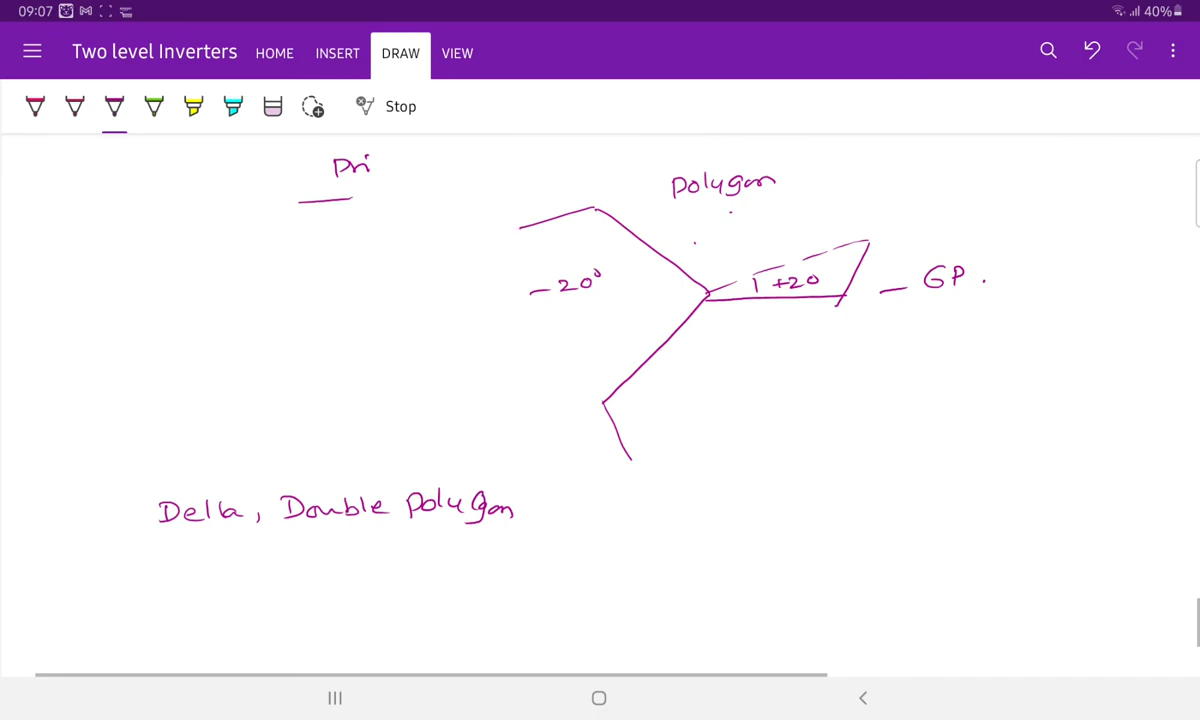 09:07
40%
Two level Inverters HOME INSERT DRAW VIEW
Stop
Pri
Polygon
-20° +20 - GP.
Delta, Double Polygon